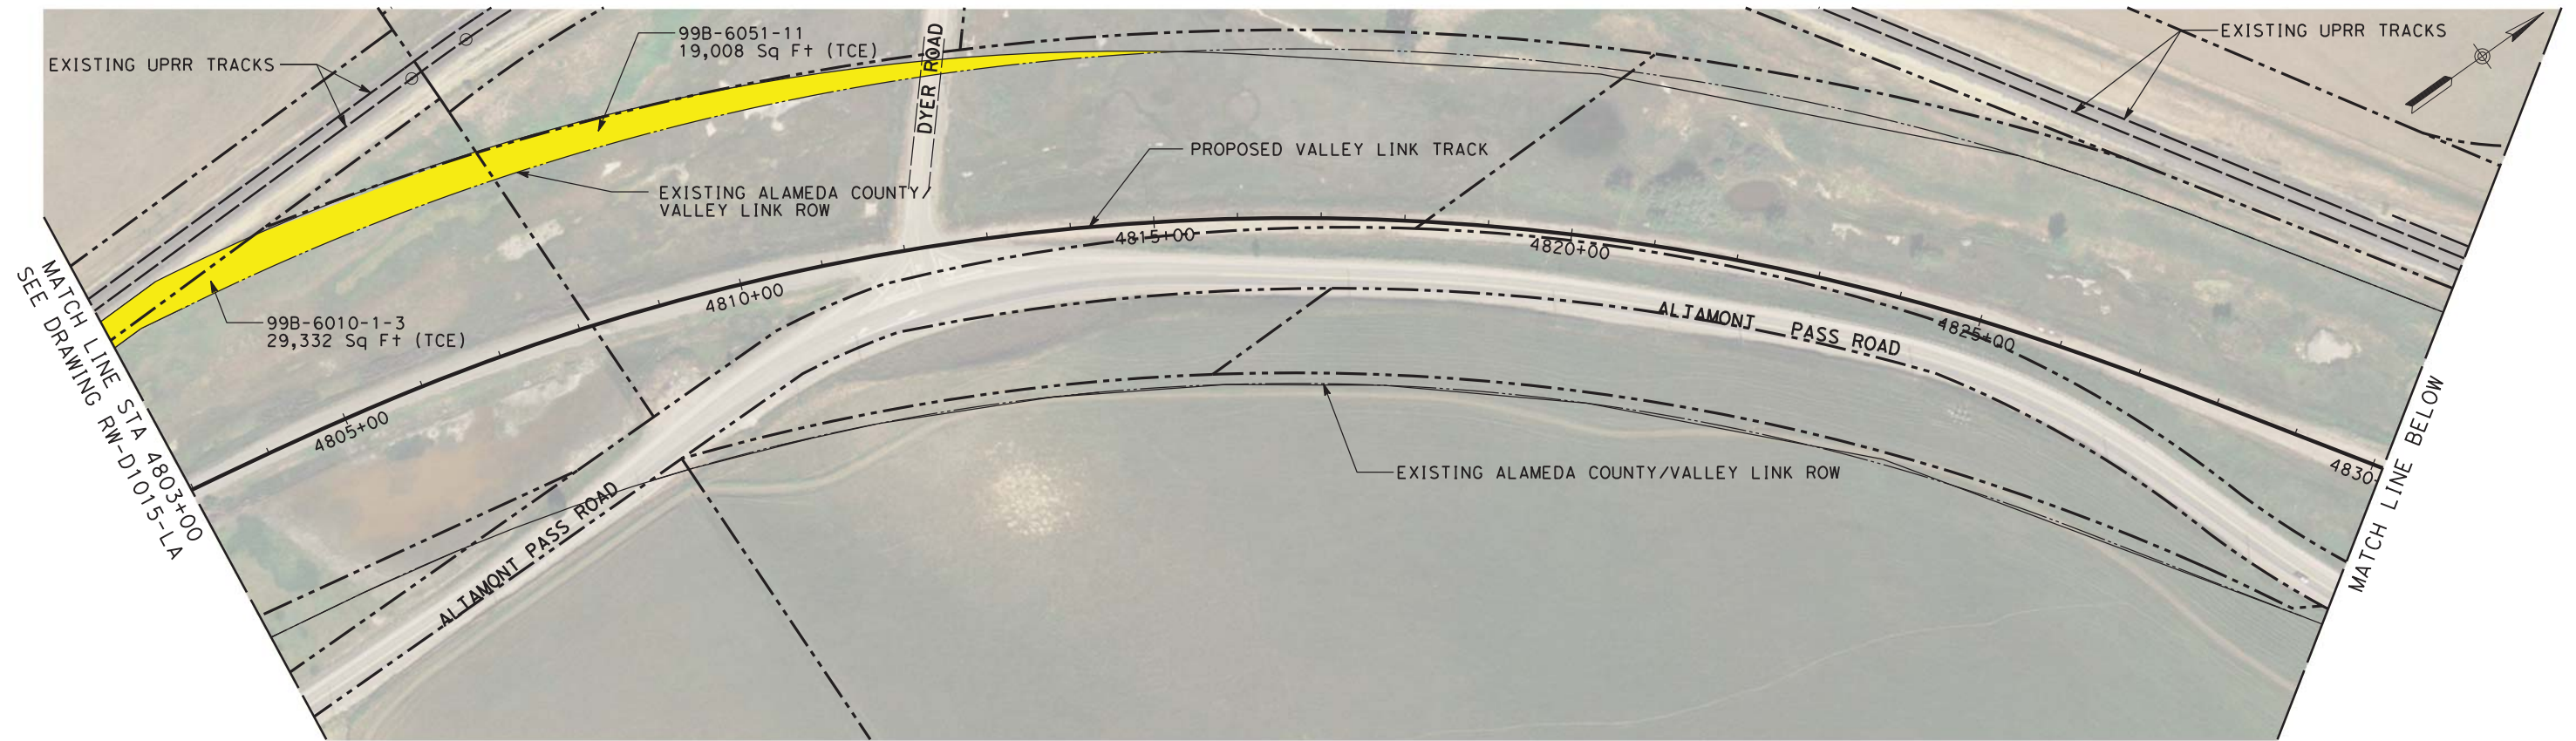 EXISTING UPRR TRACKS
99B-6051-11
19,008 Sq Ft (TCE)
DYER ROAD
EXISTING UPRR TRACKS
PROPOSED VALLEY LINK TRACK
EXISTING ALAMEDA COUNTY/
VALLEY LINK ROW
99B-6010-1-3
29,332 Sq Ft (TCE)
MATCH LINE STA 4803+00
SEE DRAWING RW-D1015-LA
4805+00
4810+00
4815+00
4820+00
4825+00
4830
ALTAMONT PASS ROAD
ALTAMONT PASS ROAD
EXISTING ALAMEDA COUNTY/VALLEY LINK ROW
MATCH LINE BELOW